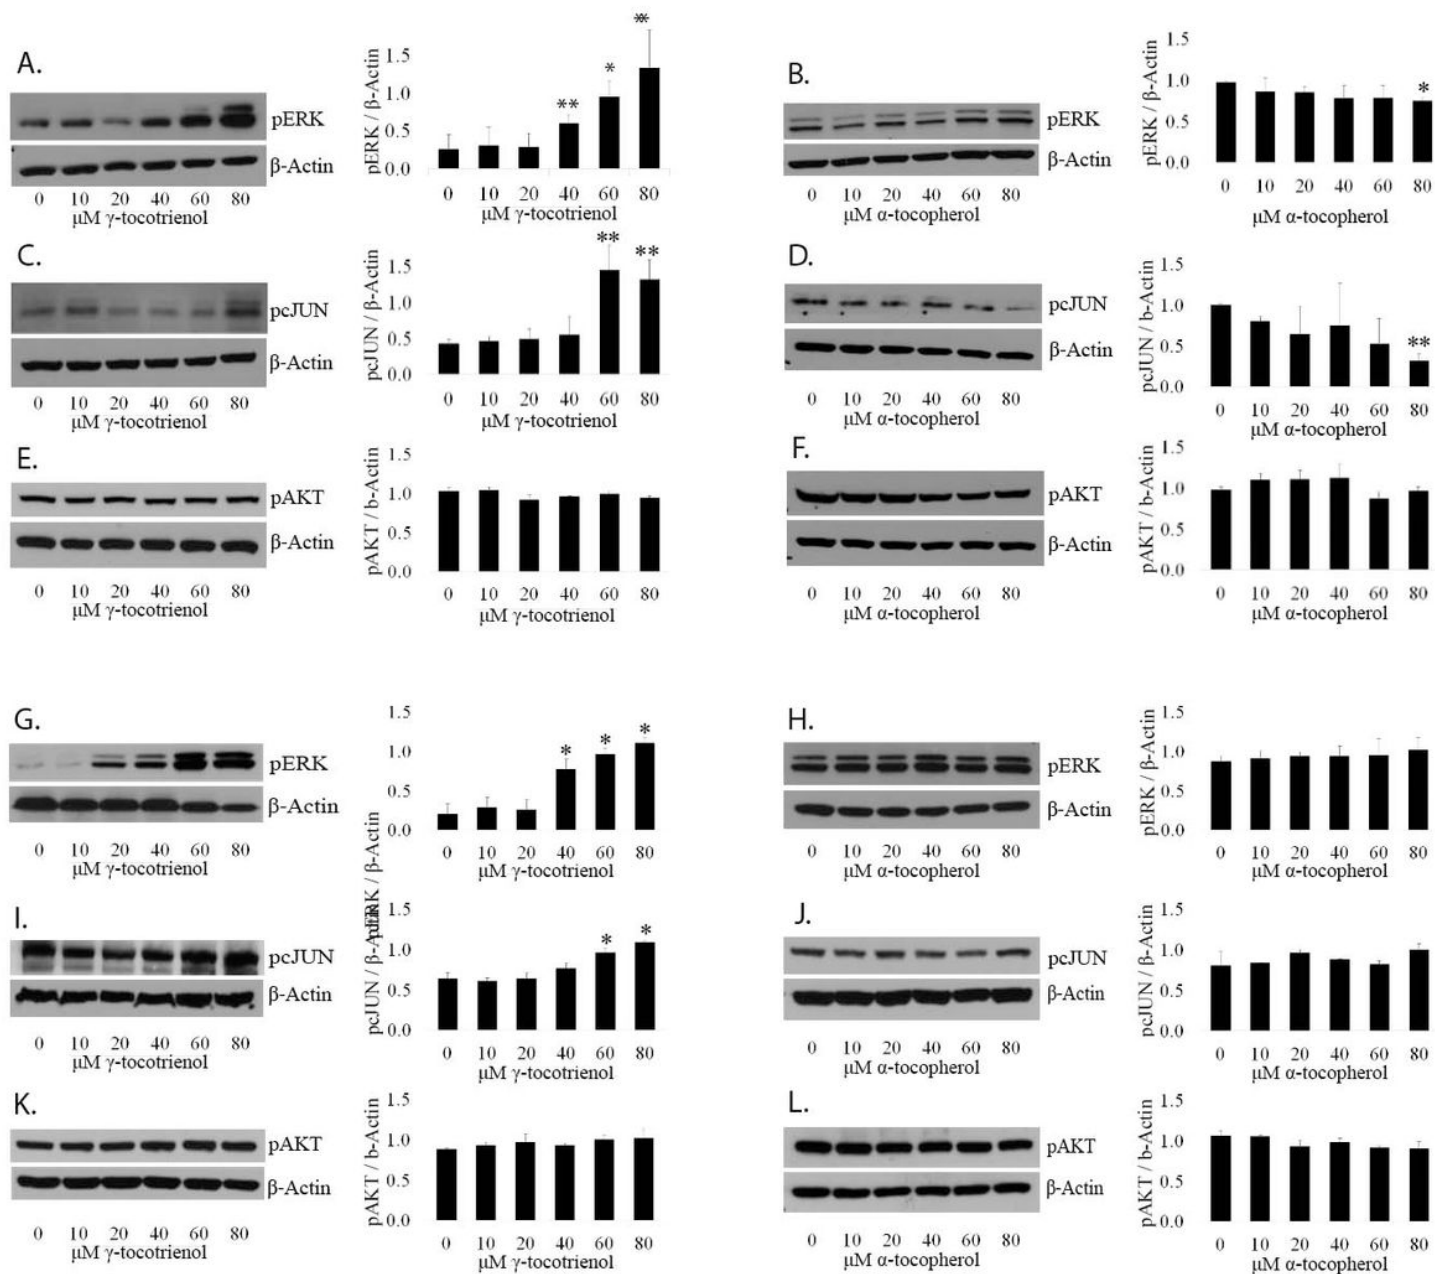 A.
pERK
β-Actin
0 10 20 40 60 80
μM γ-tocotrienol
pERK / β-Actin
1.5
1.0
0.5
0.0
** * **
0 10 20 40 60 80
μM γ-tocotrienol
B.
pERK
β-Actin
0 10 20 40 60 80
μM α-tocopherol
pERK / β-Actin
1.5
1.0
0.5
0.0
*
0 10 20 40 60 80
μM α-tocopherol
C.
pcJUN
β-Actin
0 10 20 40 60 80
μM γ-tocotrienol
pcJUN / β-Actin
1.5
1.0
0.5
0.0
** **
0 10 20 40 60 80
μM γ-tocotrienol
D.
pcJUN
β-Actin
0 10 20 40 60 80
μM α-tocopherol
pcJUN / b-Actin
1.5
1.0
0.5
0.0
**
0 10 20 40 60 80
μM α-tocopherol
E.
pAKT
β-Actin
0 10 20 40 60 80
μM γ-tocotrienol
pAKT / b-Actin
1.5
1.0
0.5
0.0
0 10 20 40 60 80
μM γ-tocotrienol
F.
pAKT
β-Actin
0 10 20 40 60 80
μM α-tocopherol
pAKT / b-Actin
1.5
1.0
0.5
0.0
0 10 20 40 60 80
μM α-tocopherol
G.
pERK
β-Actin
0 10 20 40 60 80
μM γ-tocotrienol
pERK / β-Actin
1.5
1.0
0.5
0.0
* * *
0 10 20 40 60 80
μM γ-tocotrienol
H.
pERK
β-Actin
0 10 20 40 60 80
μM α-tocopherol
pERK / β-Actin
1.5
1.0
0.5
0.0
0 10 20 40 60 80
μM α-tocopherol
I.
pcJUN
β-Actin
0 10 20 40 60 80
μM γ-tocotrienol
pcJUN / β-Actin
1.5
1.0
0.5
0.0
* *
0 10 20 40 60 80
μM γ-tocotrienol
J.
pcJUN
β-Actin
0 10 20 40 60 80
μM α-tocopherol
pcJUN / β-Actin
1.5
1.0
0.5
0.0
0 10 20 40 60 80
μM α-tocopherol
K.
pAKT
β-Actin
0 10 20 40 60 80
μM γ-tocotrienol
pAKT / b-Actin
1.5
1.0
0.5
0.0
0 10 20 40 60 80
μM γ-tocotrienol
L.
pAKT
β-Actin
0 10 20 40 60 80
μM α-tocopherol
pAKT / b-Actin
1.5
1.0
0.5
0.0
0 10 20 40 60 80
μM α-tocopherol